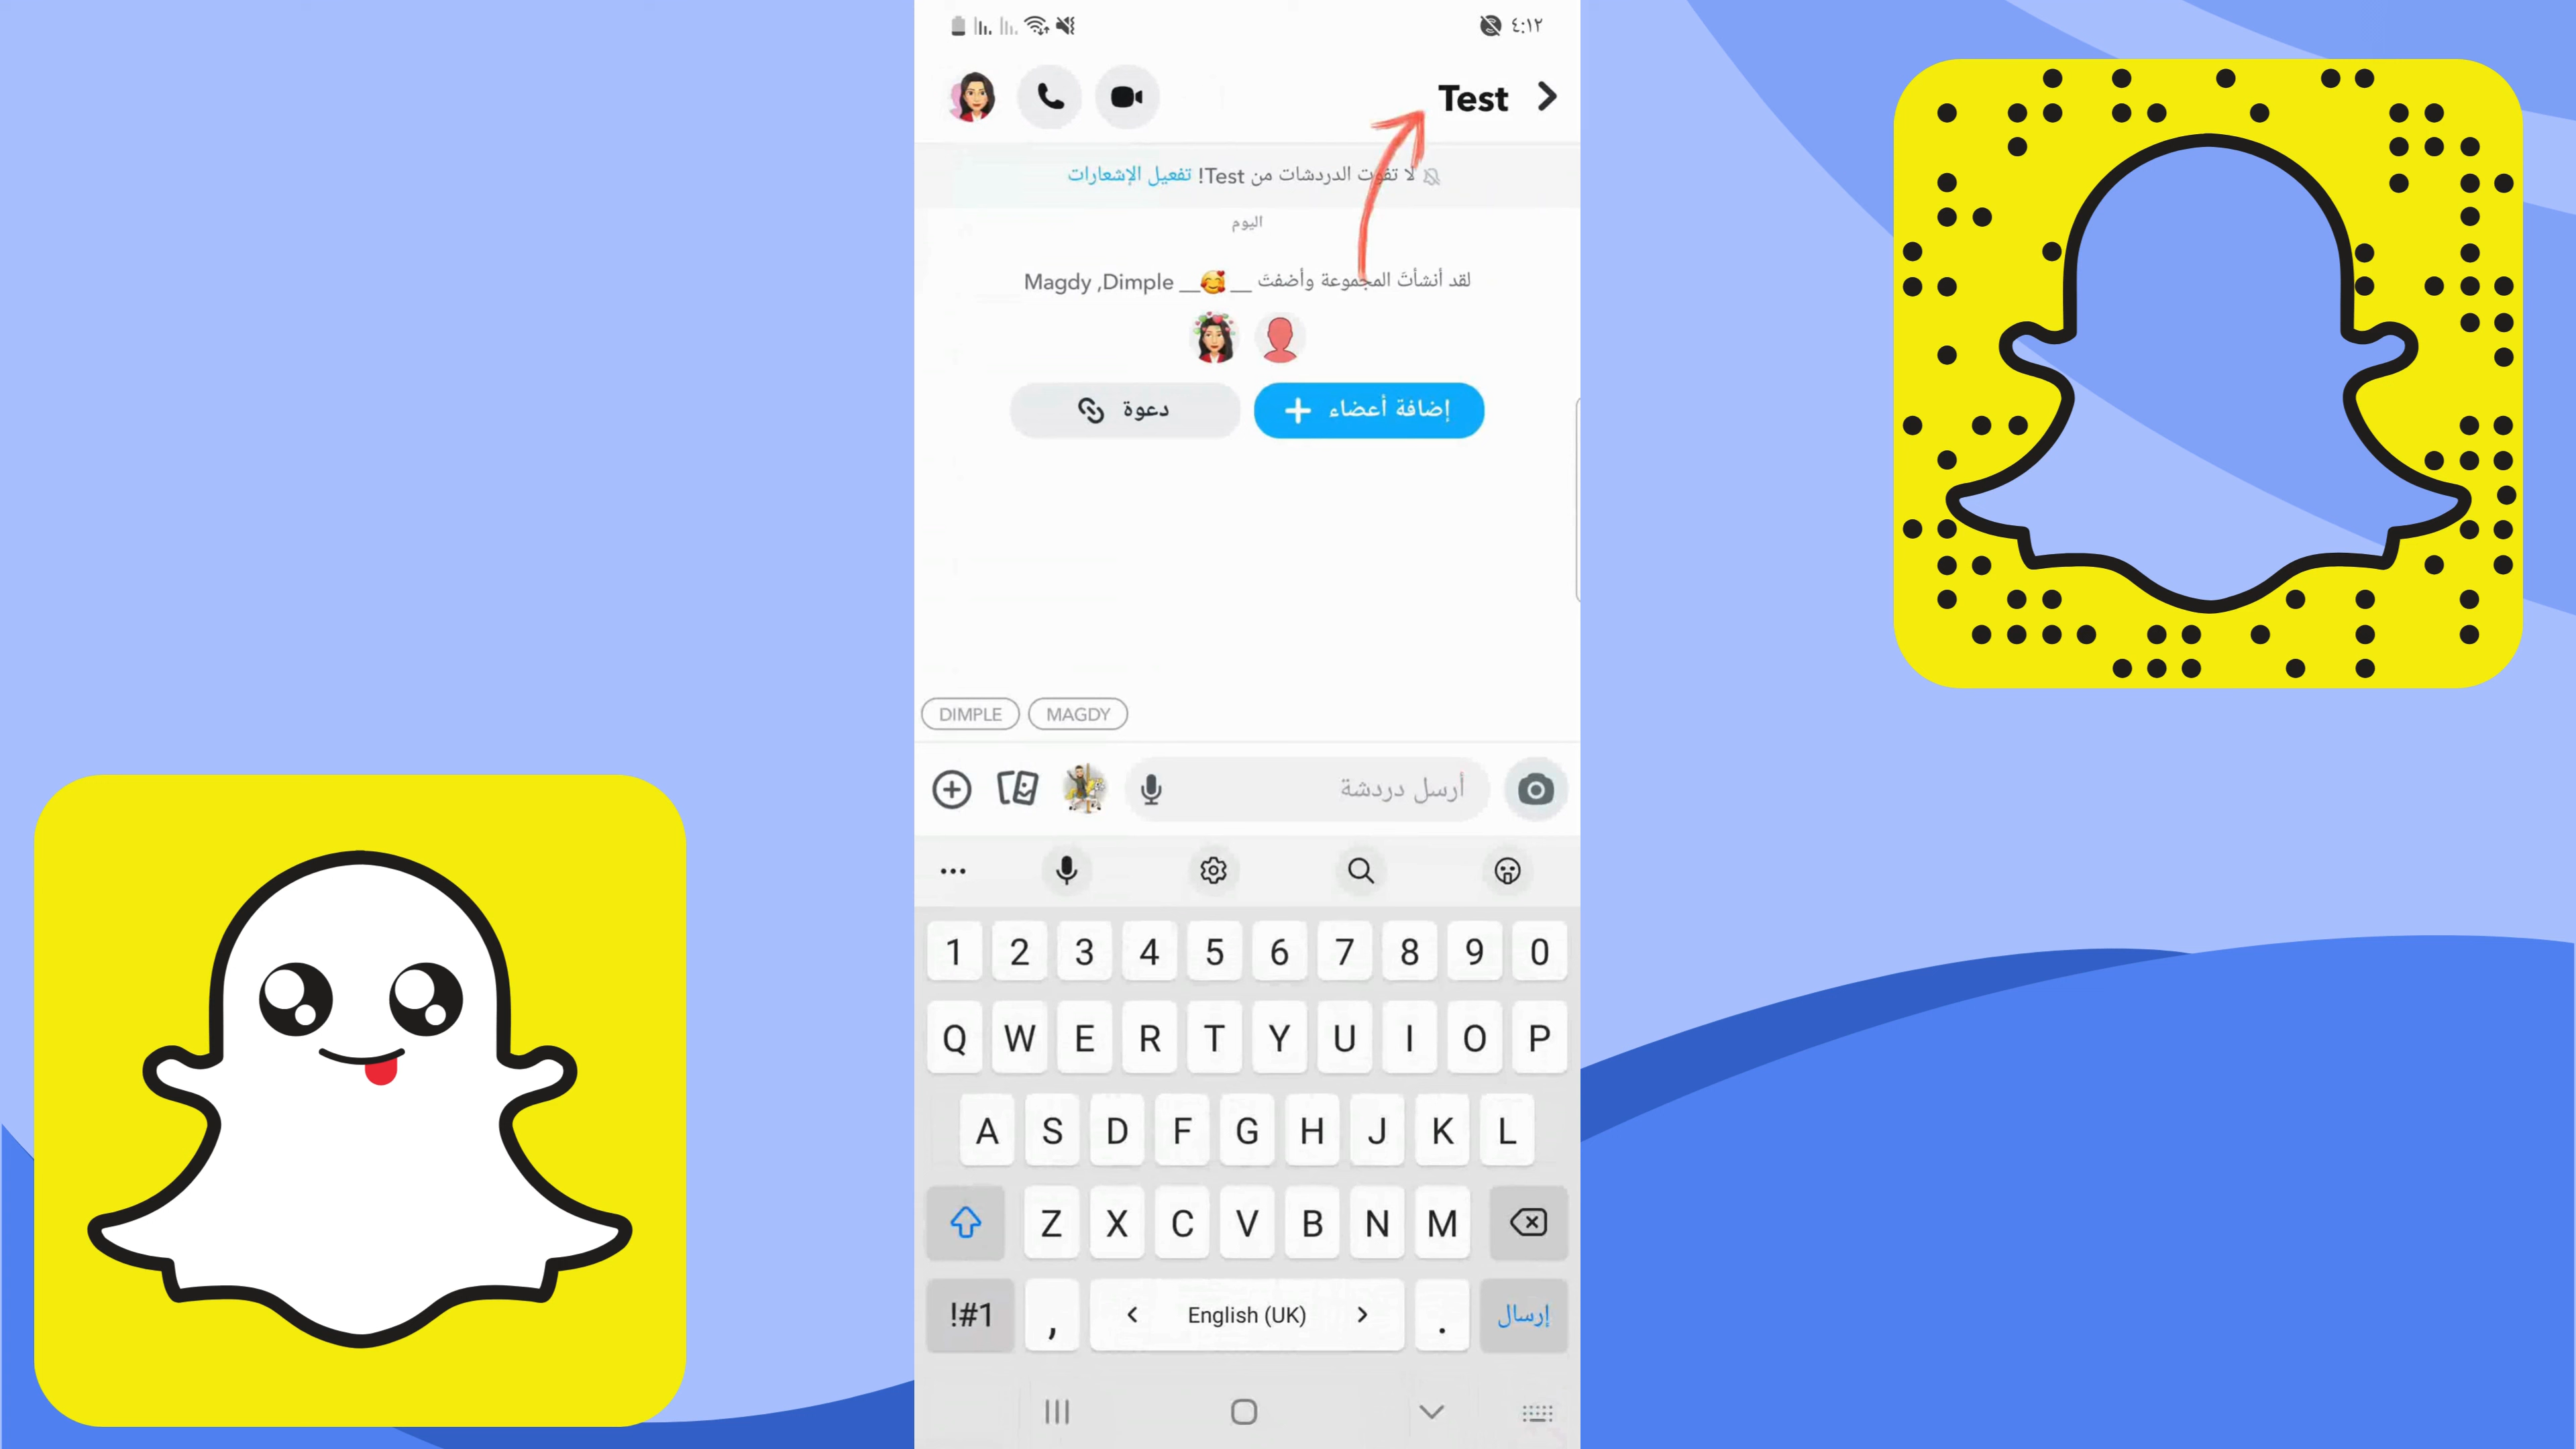 ٤:١٢
Test
لا تفوت الدردشات من Test! تفعيل الإشعارات
اليوم
لقد أنشأتَ المجموعة وأضفتَ __🥰__ Magdy ,Dimple
إضافة أعضاء
دعوة
DIMPLE MAGDY
أرسل دردشة
1 2 3 4 5 6 7 8 9 0
Q W E R T Y U I O P
A S D F G H J K L
Z X C V B N M
!#1 , English (UK) . إرسال